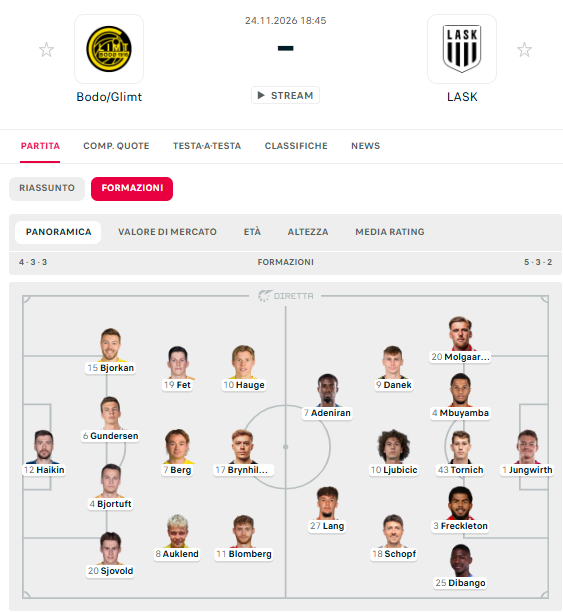 24.11.2026 18:45
GLIMT
LASK
-
Bodo/Glimt
LASK
STREAM
PARTITA COMP. QUOTE TESTA-A-TESTA CLASSIFICHE NEWS
RIASSUNTO FORMAZIONI
PANORAMICA VALORE DI MERCATO ETÀ ALTEZZA MEDIA RATING
4 - 3 - 3 FORMAZIONI 5 - 3 - 2
DIRETTA
15 Bjorkan
19 Fet
10 Hauge
6 Gundersen
12 Haikin
7 Berg
17 Brynhil...
4 Bjortuft
20 Sjovold
8 Auklend
11 Blomberg
20 Molgaar...
9 Danek
7 Adeniran
4 Mbuyamba
10 Ljubicic
43 Tornich
1 Jungwirth
27 Lang
18 Schopf
3 Freckleton
25 Dibango